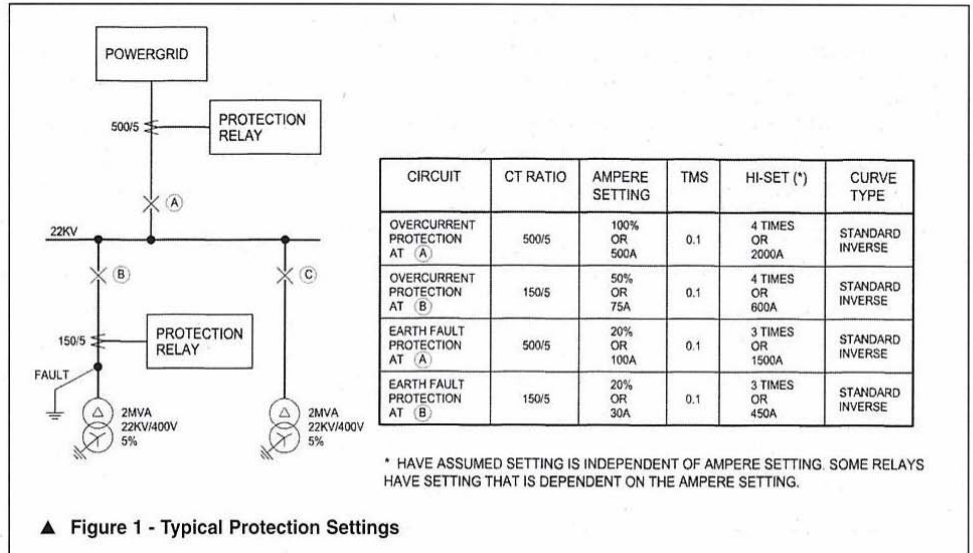 POWERGRID
500/5
PROTECTION
RELAY
A
22KV
B
C
150/5
PROTECTION
RELAY
FAULT
2MVA
22KV/400V
5%
2MVA
22KV/400V
5%
CIRCUIT
CT RATIO
AMPERE
SETTING
TMS
HI-SET (*)
CURVE
TYPE
OVERCURRENT
PROTECTION
AT A
500/5
100%
OR
500A
0.1
4 TIMES
OR
2000A
STANDARD
INVERSE
OVERCURRENT
PROTECTION
AT B
150/5
50%
OR
75A
0.1
4 TIMES
OR
600A
STANDARD
INVERSE
EARTH FAULT
PROTECTION
AT A
500/5
20%
OR
100A
0.1
3 TIMES
OR
1500A
STANDARD
INVERSE
EARTH FAULT
PROTECTION
AT B
150/5
20%
OR
30A
0.1
3 TIMES
OR
450A
STANDARD
INVERSE
* HAVE ASSUMED SETTING IS INDEPENDENT OF AMPERE SETTING. SOME RELAYS
HAVE SETTING THAT IS DEPENDENT ON THE AMPERE SETTING.
▲ Figure 1 - Typical Protection Settings